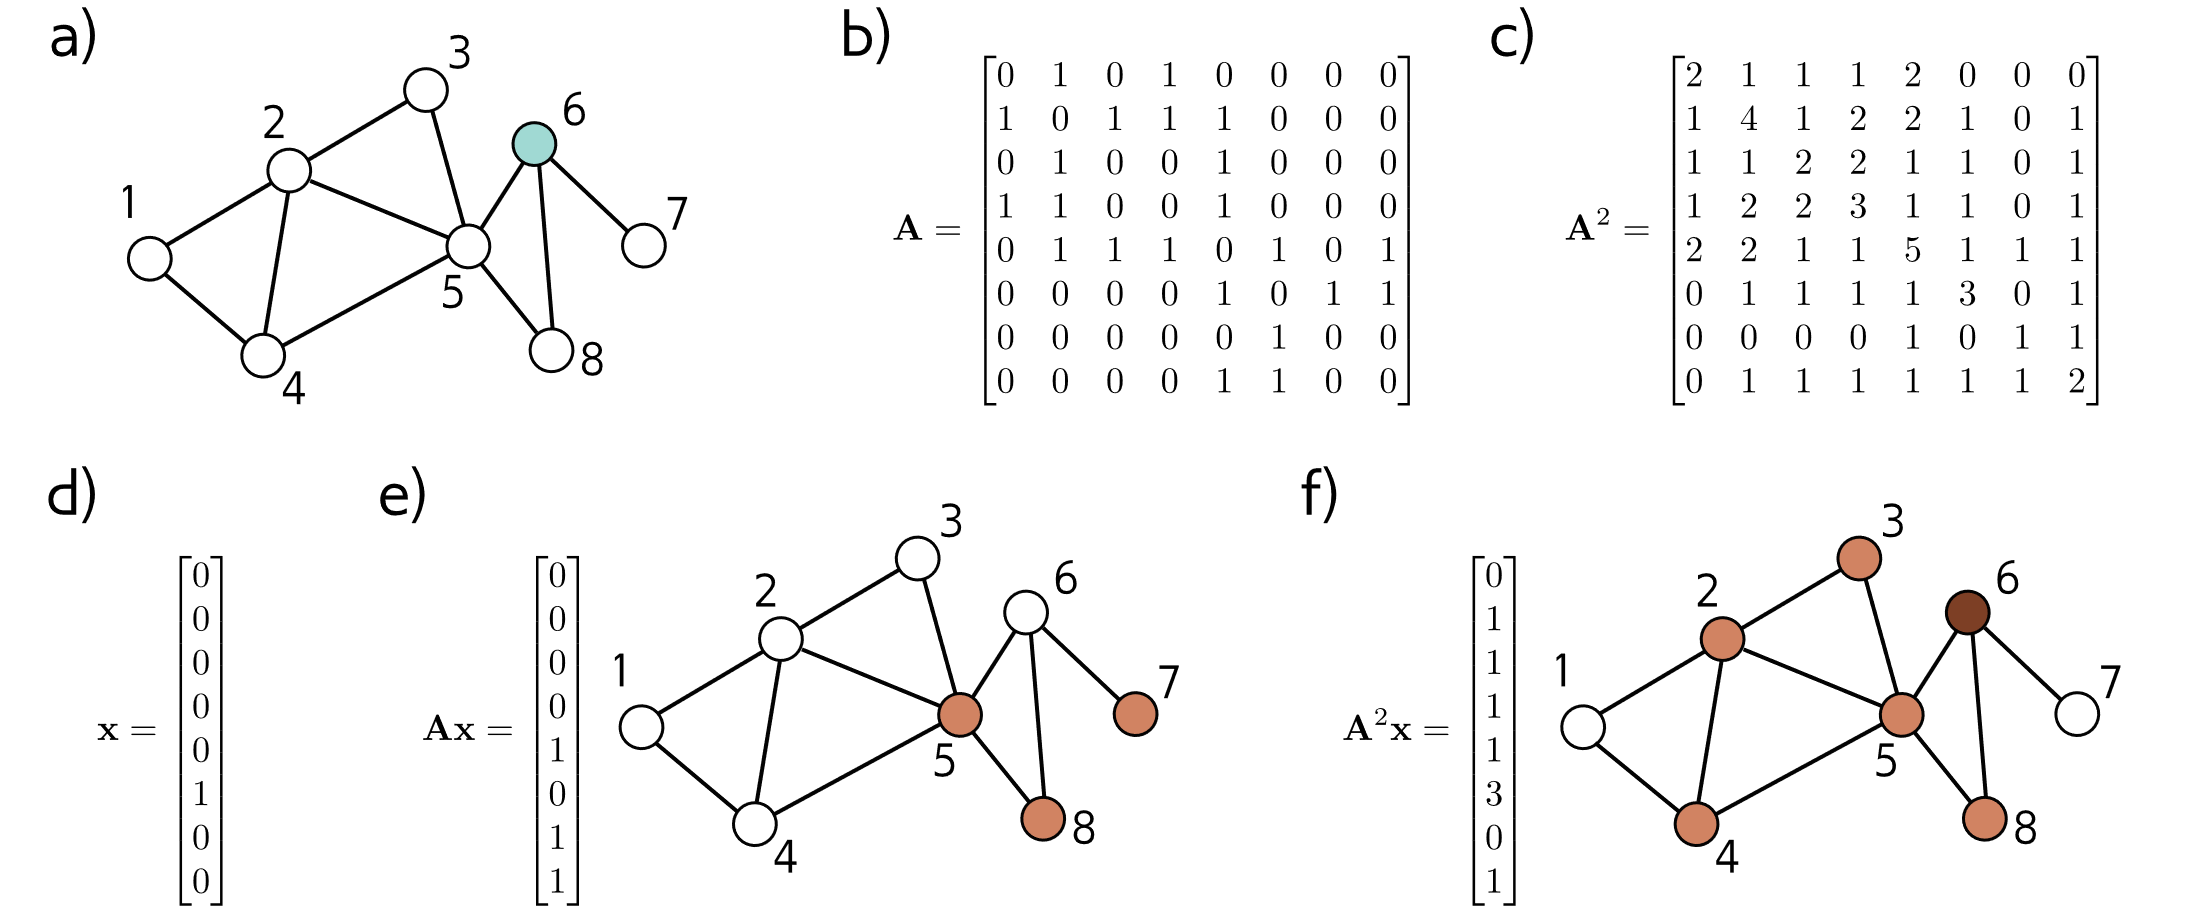 a)
3
6
2
1
7
5
8
4
b)
A =
0 1 0 1 0 0 0 0
1 0 1 1 1 0 0 0
0 1 0 0 1 0 0 0
1 1 0 0 1 0 0 0
0 1 1 1 0 1 0 1
0 0 0 0 1 0 1 1
0 0 0 0 0 1 0 0
0 0 0 0 1 1 0 0
c)
A² =
2 1 1 1 2 0 0 0
1 4 1 2 2 1 0 1
1 1 2 2 1 1 0 1
1 2 2 3 1 1 0 1
2 2 1 1 5 1 1 1
0 1 1 1 1 3 0 1
0 0 0 0 1 0 1 1
0 1 1 1 1 1 1 2
d)
x =
0
0
0
0
0
1
0
0
e)
Ax =
0
0
0
0
1
0
1
1
3
6
2
1
7
5
8
4
f)
A²x =
0
1
1
1
1
3
0
1
3
6
2
1
7
5
8
4